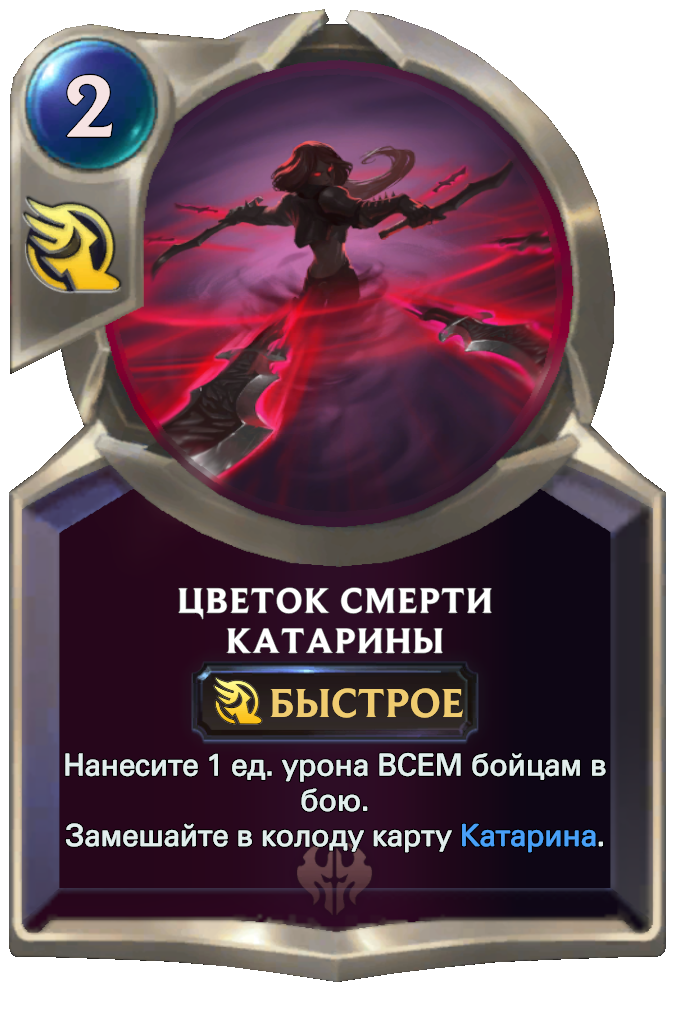 2
ЦВЕТОК СМЕРТИ
КАТАРИНЫ
БЫСТРОЕ
Нанесите 1 ед. урона ВСЕМ бойцам в
бою.
Замешайте в колоду карту Катарина.